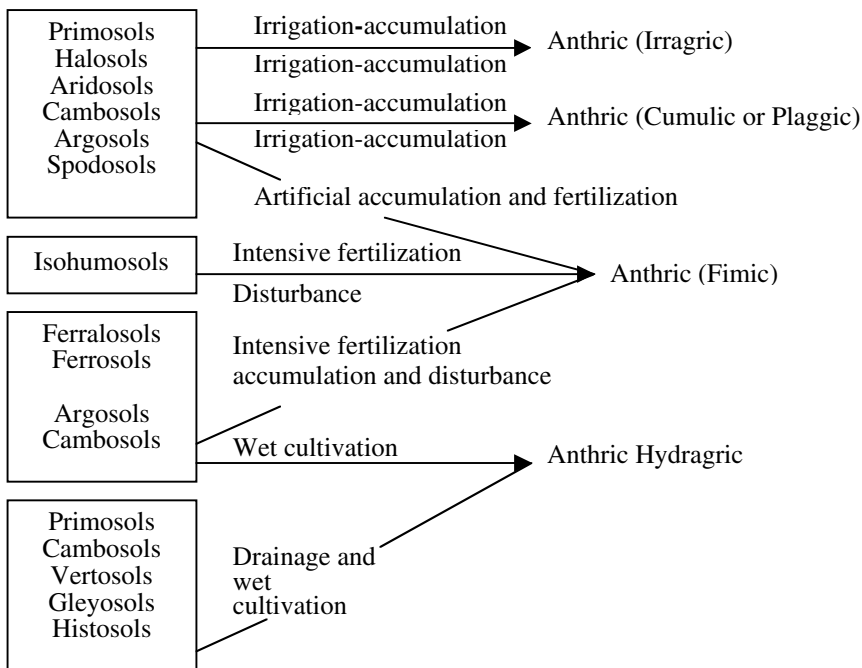 Primosols
Halosols
Aridosols
Cambosols
Argosols
Spodosols
Irrigation-accumulation
Irrigation-accumulation
Anthric (Irragric)
Irrigation-accumulation
Irrigation-accumulation
Anthric (Cumulic or Plaggic)
Artificial accumulation and fertilization
Isohumosols
Intensive fertilization
Disturbance
Anthric (Fimic)
Ferralosols
Ferrosols
Argosols
Cambosols
Intensive fertilization
accumulation and disturbance
Wet cultivation
Anthric Hydragric
Primosols
Cambosols
Vertosols
Gleyosols
Histosols
Drainage and
wet
cultivation